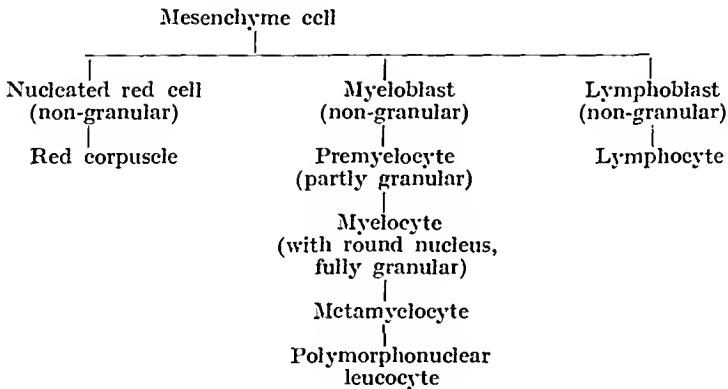 Mesenchyme cell
Nucleated red cell
(non-granular)
Red corpuscle
Myeloblast
(non-granular)
Premyelocyte
(partly granular)
Myelocyte
(with round nucleus,
fully granular)
Metamyelocyte
Polymorphonuclear
leucocyte
Lymphoblast
(non-granular)
Lymphocyte